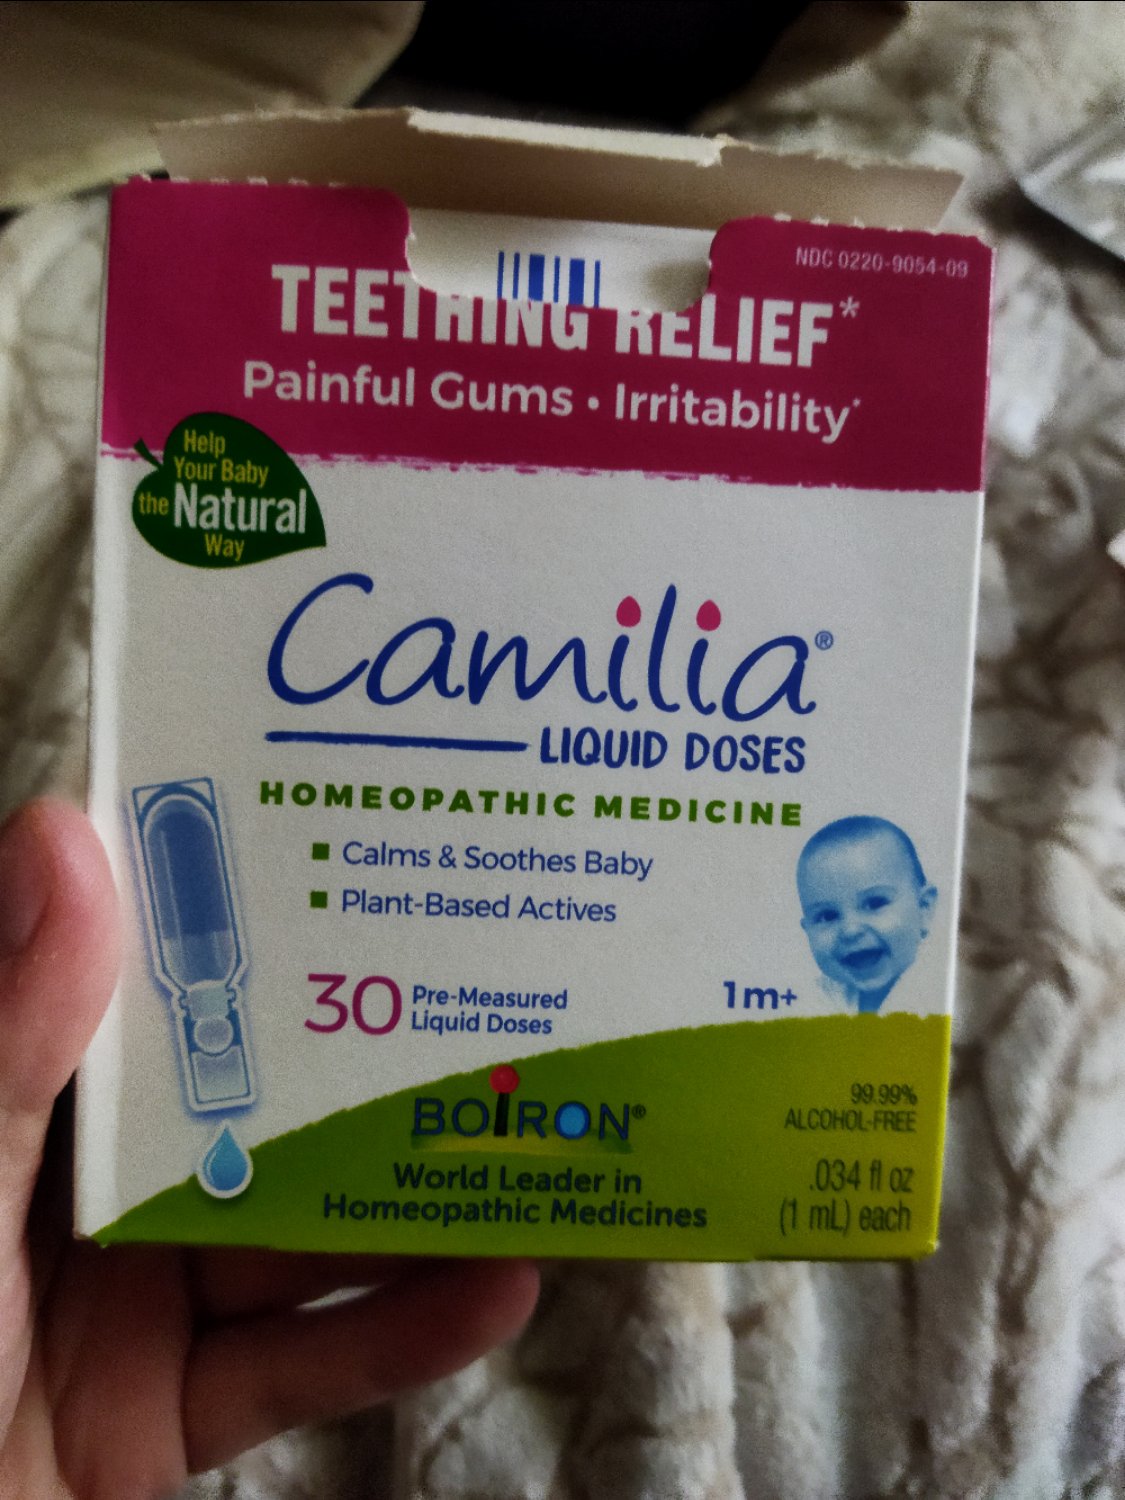 NDC 0220-9054-09
TEETHING RELIEF*
Painful Gums • Irritability*
Help
Your Baby
the Natural
Way
Camilia®
LIQUID DOSES
HOMEOPATHIC MEDICINE
Calms & Soothes Baby
Plant-Based Actives
30 Pre-Measured
Liquid Doses
1m+
BOIRON®
World Leader in
Homeopathic Medicines
99.99%
ALCOHOL-FREE
.034 fl oz
(1 mL) each